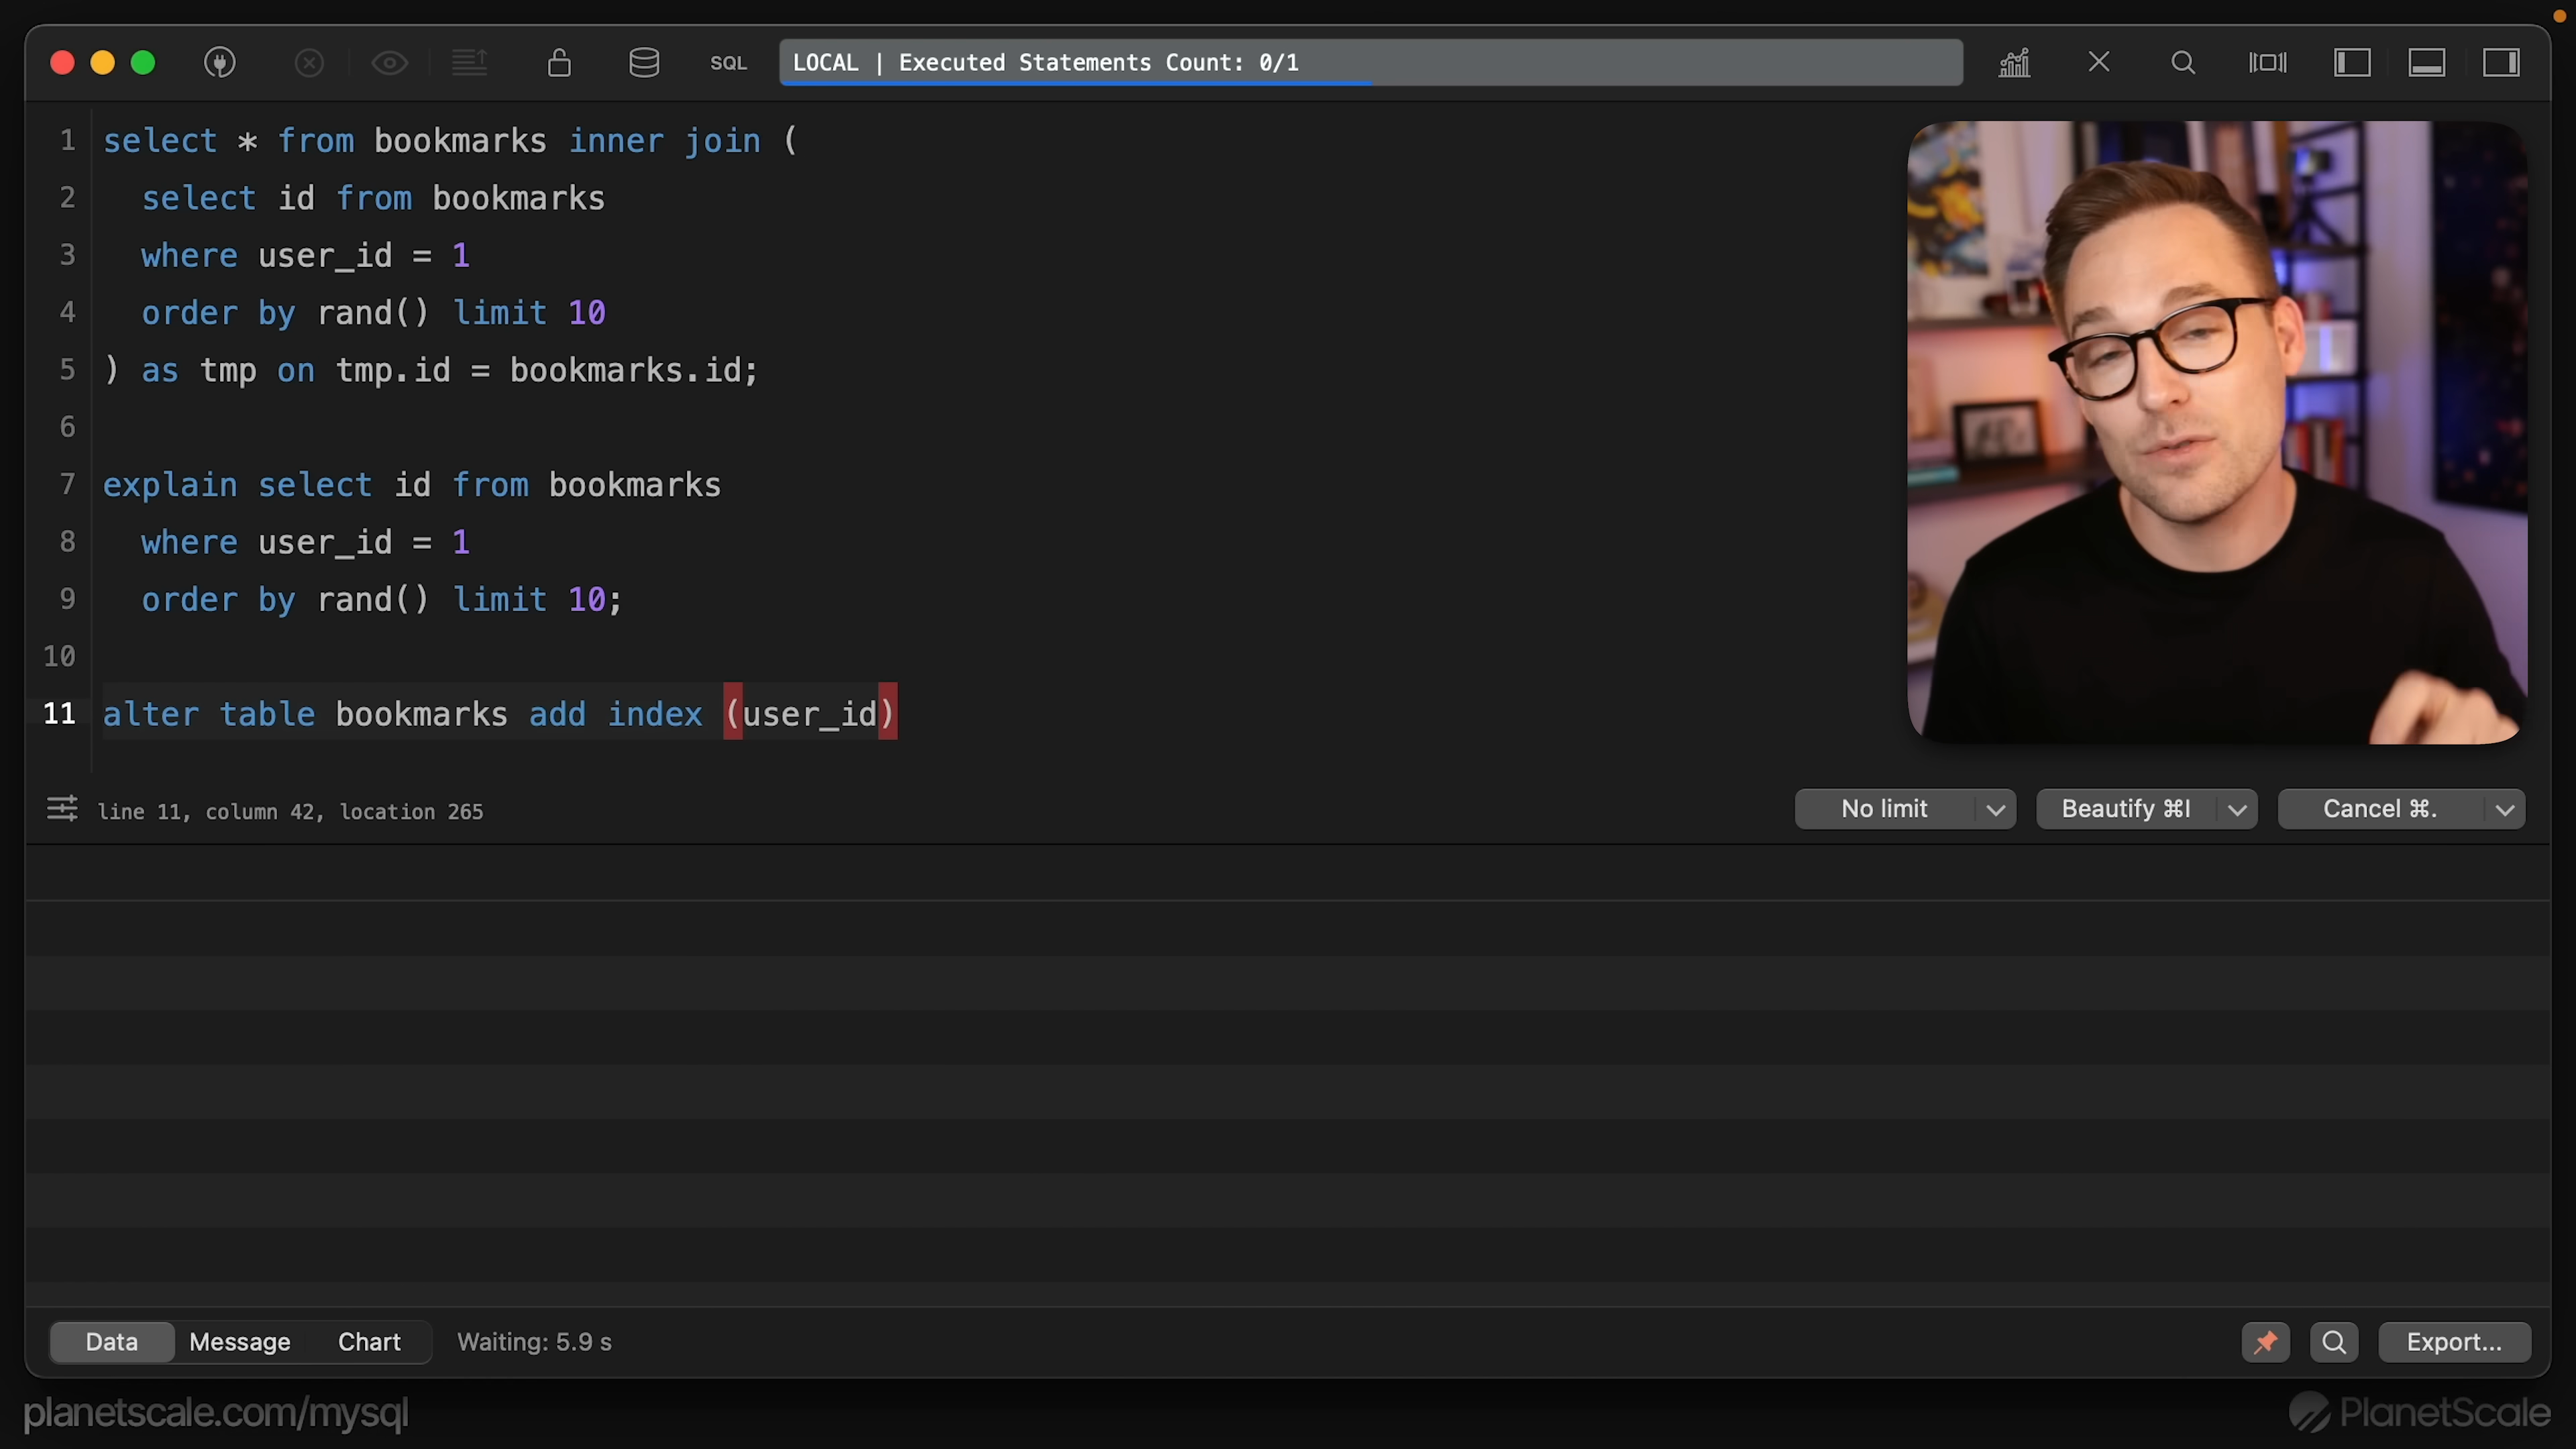 SQL
LOCAL | Executed Statements Count: 0/1
1 select * from bookmarks inner join (
2 select id from bookmarks
3 where user_id = 1
4 order by rand() limit 10
5 ) as tmp on tmp.id = bookmarks.id;
6
7 explain select id from bookmarks
8 where user_id = 1
9 order by rand() limit 10;
10
11 alter table bookmarks add index (user_id)
line 11, column 42, location 265
No limit
Beautify ⌘I
Cancel ⌘.
Data
Message
Chart
Waiting: 5.9 s
Export...
planetscale.com/mysql
PlanetScale